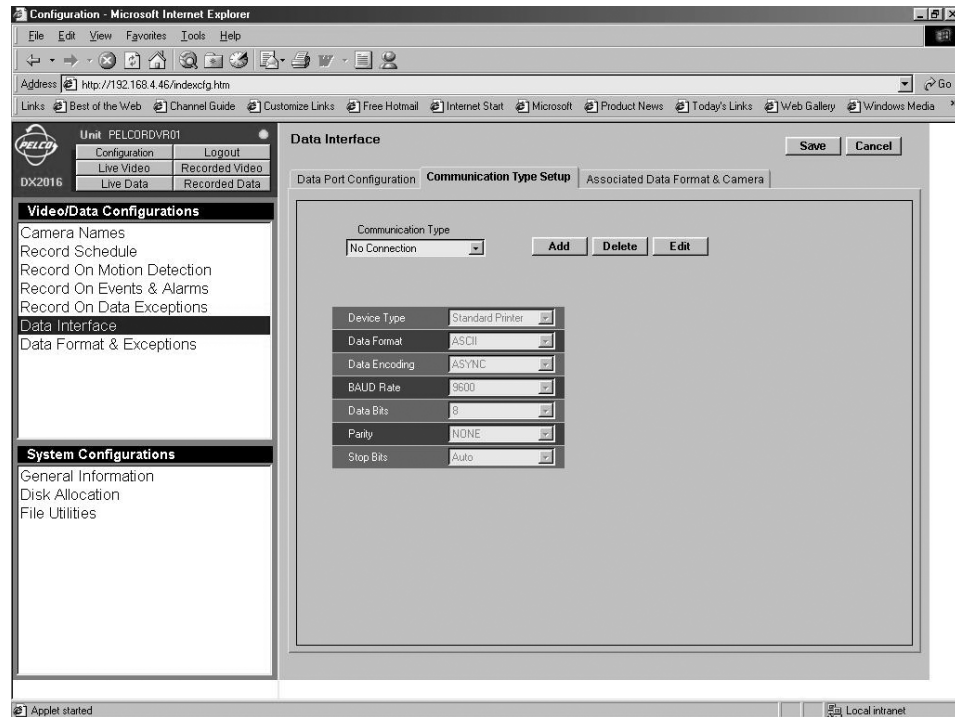 Configuration - Microsoft Internet Explorer
File Edit View Favorites Tools Help
Address http://192.168.4.46/indexcfg.htm Go
Links Best of the Web Channel Guide Customize Links Free Hotmail Internet Start Microsoft Product News Today's Links Web Gallery Windows Media
PELCO
DX2016
Unit PELCORDVR01
Configuration Logout
Live Video Recorded Video
Live Data Recorded Data
Video/Data Configurations
Camera Names
Record Schedule
Record On Motion Detection
Record On Events & Alarms
Record On Data Exceptions
Data Interface
Data Format & Exceptions
System Configurations
General Information
Disk Allocation
File Utilities
Data Interface
Save Cancel
Data Port Configuration Communication Type Setup Associated Data Format & Camera
Communication Type
No Connection Add Delete Edit
Device Type Standard Printer
Data Format ASCII
Data Encoding ASYNC
BAUD Rate 9600
Data Bits 8
Parity NONE
Stop Bits Auto
Applet started Local intranet